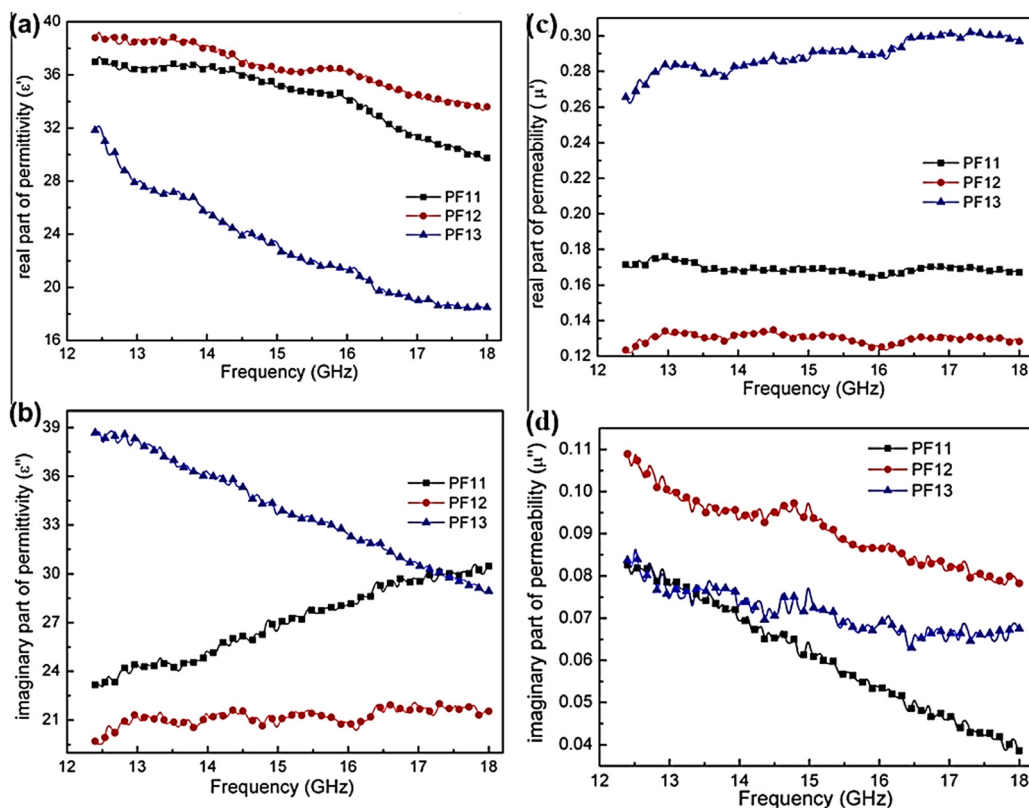 (a)
real part of permittivity (ε')
40
36
32
28
24
20
16
PF11
PF12
PF13
12 13 14 15 16 17 18
Frequency (GHz)
(c)
real part of permeability ( μ')
0.30
0.28
0.26
0.24
0.22
0.20
0.18
0.16
0.14
0.12
PF11
PF12
PF13
12 13 14 15 16 17 18
Frequency (GHz)
(b)
imaginary part of permittivity (ε'')
39
36
33
30
27
24
21
PF11
PF12
PF13
12 13 14 15 16 17 18
Frequency (GHz)
(d)
imaginary part of permeability (μ'')
0.11
0.10
0.09
0.08
0.07
0.06
0.05
0.04
PF11
PF12
PF13
12 13 14 15 16 17 18
Frequency (GHz)